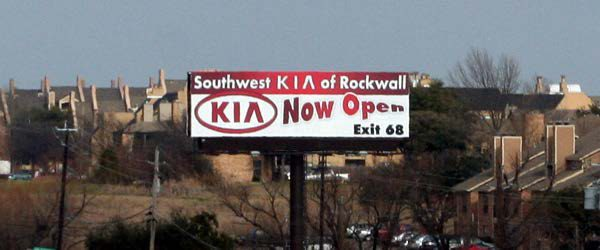 Southwest KIA of Rockwall
KIA Now Open
Exit 68